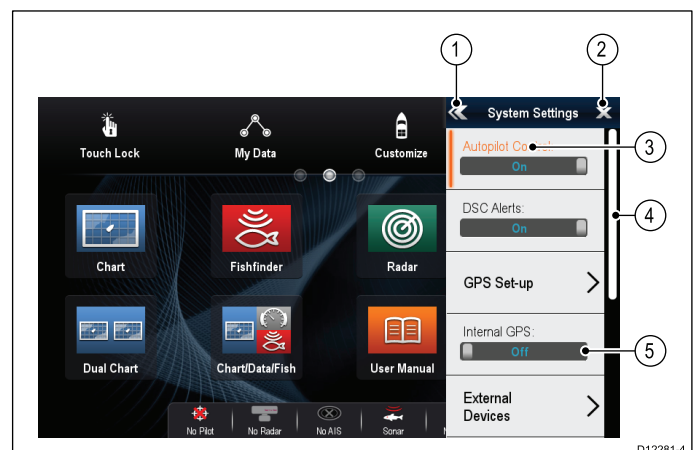 1
2
System Settings
Touch Lock
My Data
Customize
Autopilot Control:
On
3
DSC Alerts:
On
4
Chart
Fishfinder
Radar
GPS Set-up
Internal GPS:
Off
5
Dual Chart
Chart/Data/Fish
User Manual
External
Devices
No Pilot
No Radar
No AIS
Sonar
D12281-4